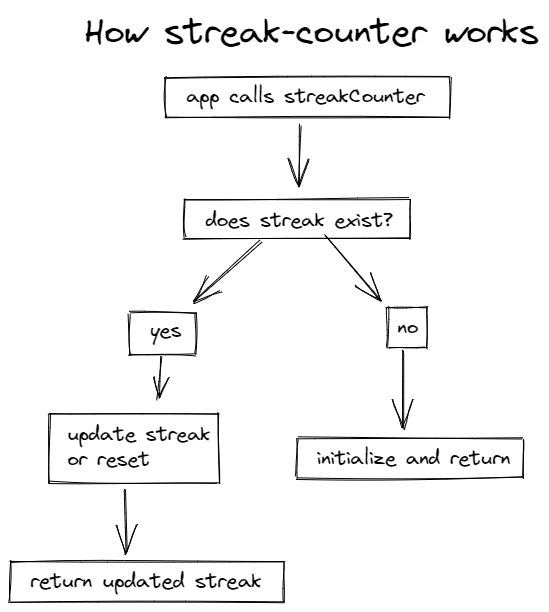 How streak-counter works
app calls streakCounter
does streak exist?
yes
no
update streak
or reset
initialize and return
return updated streak